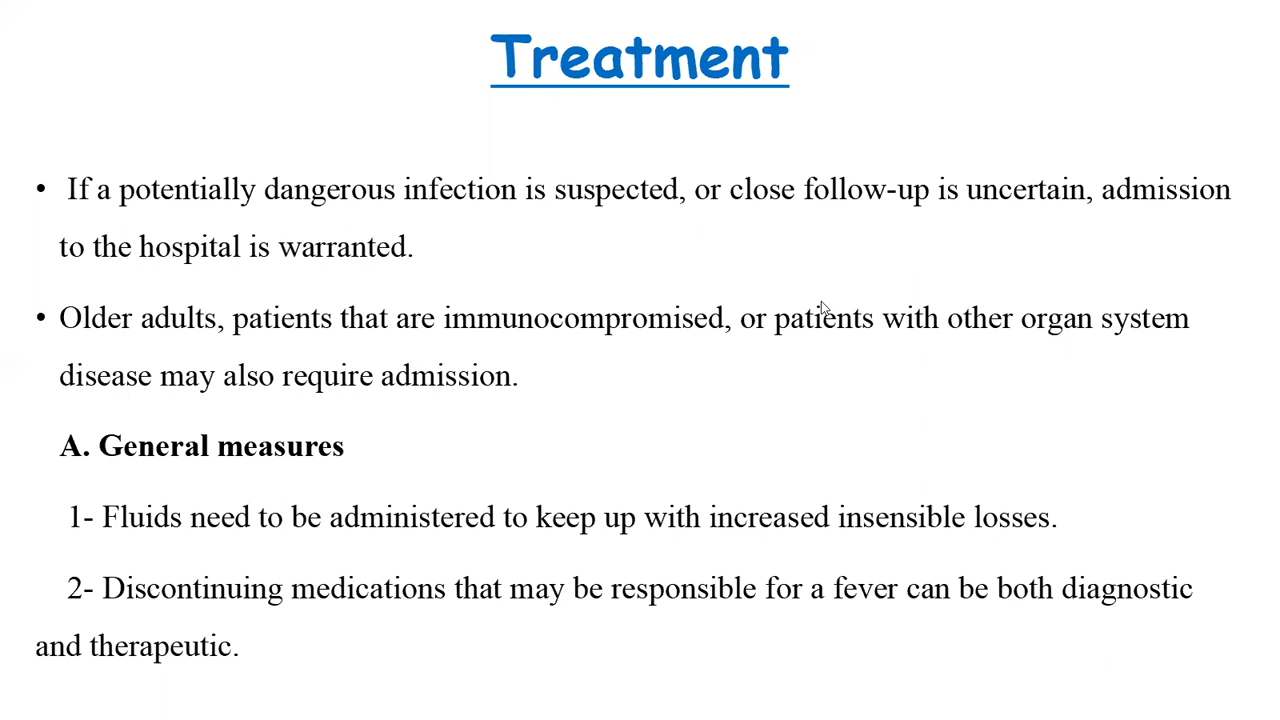 Treatment
• If a potentially dangerous infection is suspected, or close follow-up is uncertain, admission
to the hospital is warranted.
• Older adults, patients that are immunocompromised, or patients with other organ system
disease may also require admission.
A. General measures
1- Fluids need to be administered to keep up with increased insensible losses.
2- Discontinuing medications that may be responsible for a fever can be both diagnostic
and therapeutic.